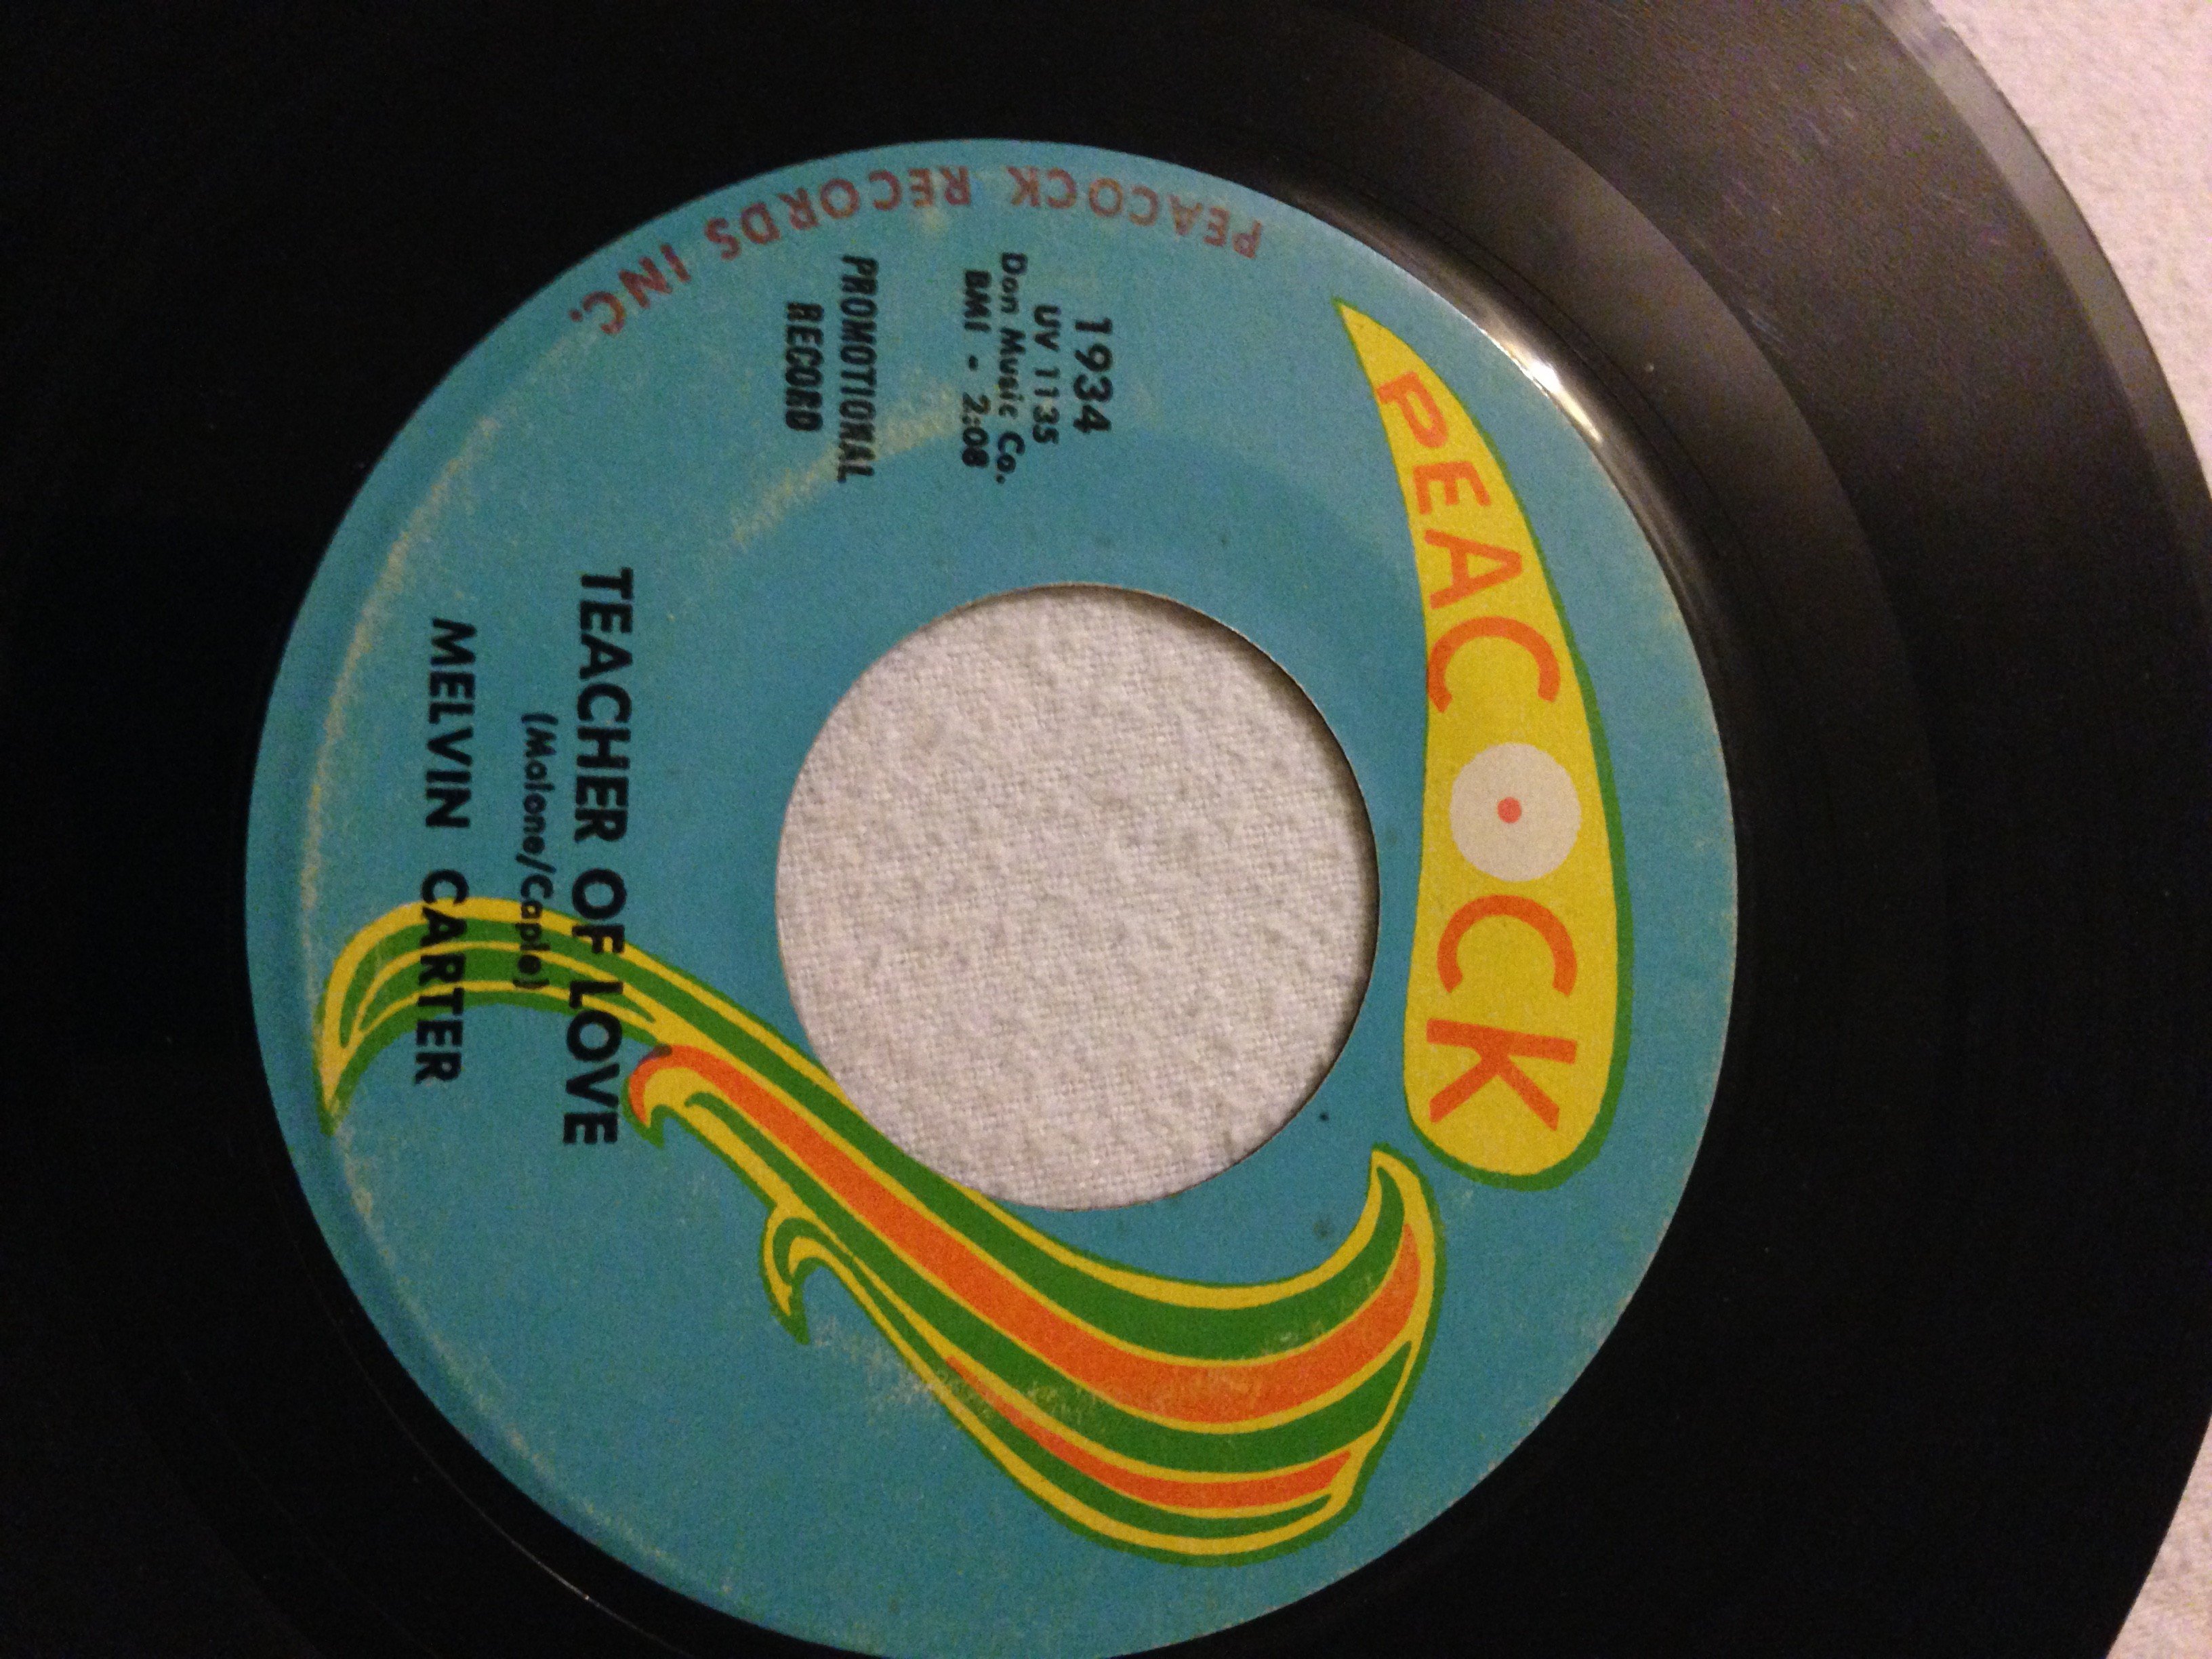 PEACOCK
1934
UV 1135
Don Music Co.
BMI - 2:08
PROMOTIONAL
RECORD
TEACHER OF LOVE
(Malone/Caple)
MELVIN CARTER
PEACOCK RECORDS INC.